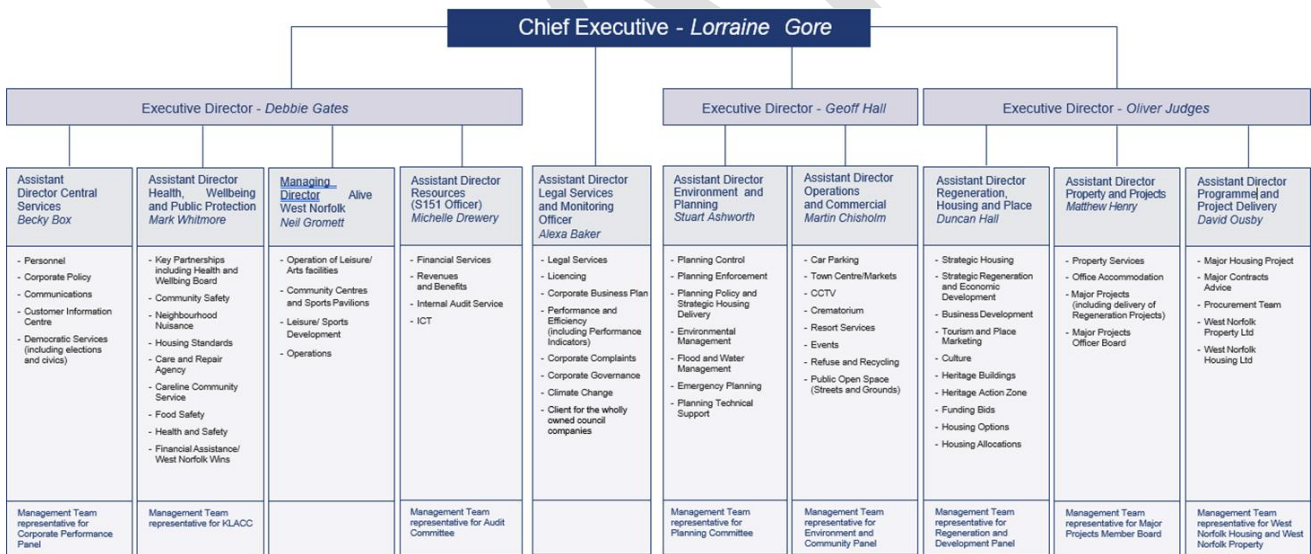 Chief Executive - Lorraine Gore
Executive Director - Debbie Gates
Executive Director - Geoff Hall
Executive Director - Oliver Judges
Assistant Director
Director Central
Services
Becky Box
- Personnel
- Corporate Policy
- Communications
- Customer Information
Centre
- Democratic Services
(including elections
and civics)
Management Team
representative for
Corporate Performance
Panel
Assistant Director
Health, Wellbeing
and Public Protection
Mark Whitmore
- Key Partnerships
including Health and
Wellbing Board
- Community Safety
- Neighbourhood
Nuisance
- Housing Standards
- Care and Repair
Agency
- Careline Community
Service
- Food Safety
- Health and Safety
- Financial Assistance/
West Norfolk Wins
Management Team
representative for KLACC
Managing
Director Alive
West Norfolk
Neil Gromett
- Operation of Leisure/
Arts facilities
- Community Centres
and Sports Pavilions
- Leisure/ Sports
Development
- Operations
Assistant Director
Resources
(S151 Officer)
Michelle Drewery
- Financial Services
- Revenues
and Benefits
- Internal Audit Service
- ICT
Management Team
representative for Audit
Committee
Assistant Director
Legal Services
and Monitoring
Officer
Alexa Baker
- Legal Services
- Licencing
- Corporate Business Plan
- Performance and
Efficiency
(including Performance
Indicators)
- Corporate Complaints
- Corporate Governance
- Climate Change
- Client for the wholly
owned council
companies
Assistant Director
Environment and
Planning
Stuart Ashworth
- Planning Control
- Planning Enforcement
- Planning Policy and
Strategic Housing
Delivery
- Environmental
Management
- Flood and Water
Management
- Emergency Planning
- Planning Technical
Support
Management Team
representative for
Planning Committee
Assistant Director
Operations
and Commercial
Martin Chisholm
- Car Parking
- Town Centre/Markets
- CCTV
- Crematorium
- Resort Services
- Events
- Refuse and Recycling
- Public Open Space
(Streets and Grounds)
Management Team
representative for
Environment and
Community Panel
Assistant Director
Regeneration,
Housing and Place
Duncan Hall
- Strategic Housing
- Strategic Regeneration
and Economic
Development
- Business Development
- Tourism and Place
Marketing
- Culture
- Heritage Buildings
- Heritage Action Zone
- Funding Bids
- Housing Options
- Housing Allocations
Management Team
representative for
Regeneration and
Development Panel
Assistant Director
Property and Projects
Matthew Henry
- Property Services
- Office Accommodation
- Major Projects
(including delivery of
Regeneration Projects)
- Major Projects
Officer Board
Management Team
representative for Major
Projects Member Board
Assistant Director
Programme and
Project Delivery
David Ousby
- Major Housing Project
- Major Contracts
Advice
- Procurement Team
- West Norfolk
Property Ltd
- West Norfolk
Housing Ltd
Management Team
representative for West
Norfolk Housing and West
Norfolk Property